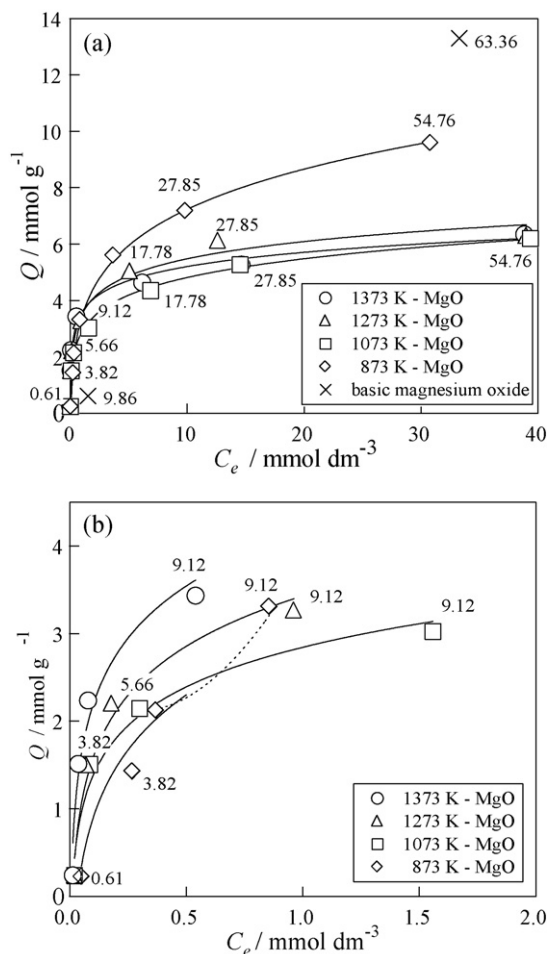 (a)
14
12
10
8
6
4
2
0
Q / mmol g⁻¹
63.36
54.76
27.85
27.85
17.78
9.12
5.66
3.82
0.61
9.86
17.78
27.85
54.76
1373 K - MgO
1273 K - MgO
1073 K - MgO
873 K - MgO
basic magnesium oxide
0 10 20 30 40
Cₑ / mmol dm⁻³
(b)
4
3
2
1
0
Q / mmol g⁻¹
9.12
9.12
9.12
9.12
5.66
3.82
3.82
0.61
1373 K - MgO
1273 K - MgO
1073 K - MgO
873 K - MgO
0.0 0.5 1.0 1.5 2.0
Cₑ / mmol dm⁻³